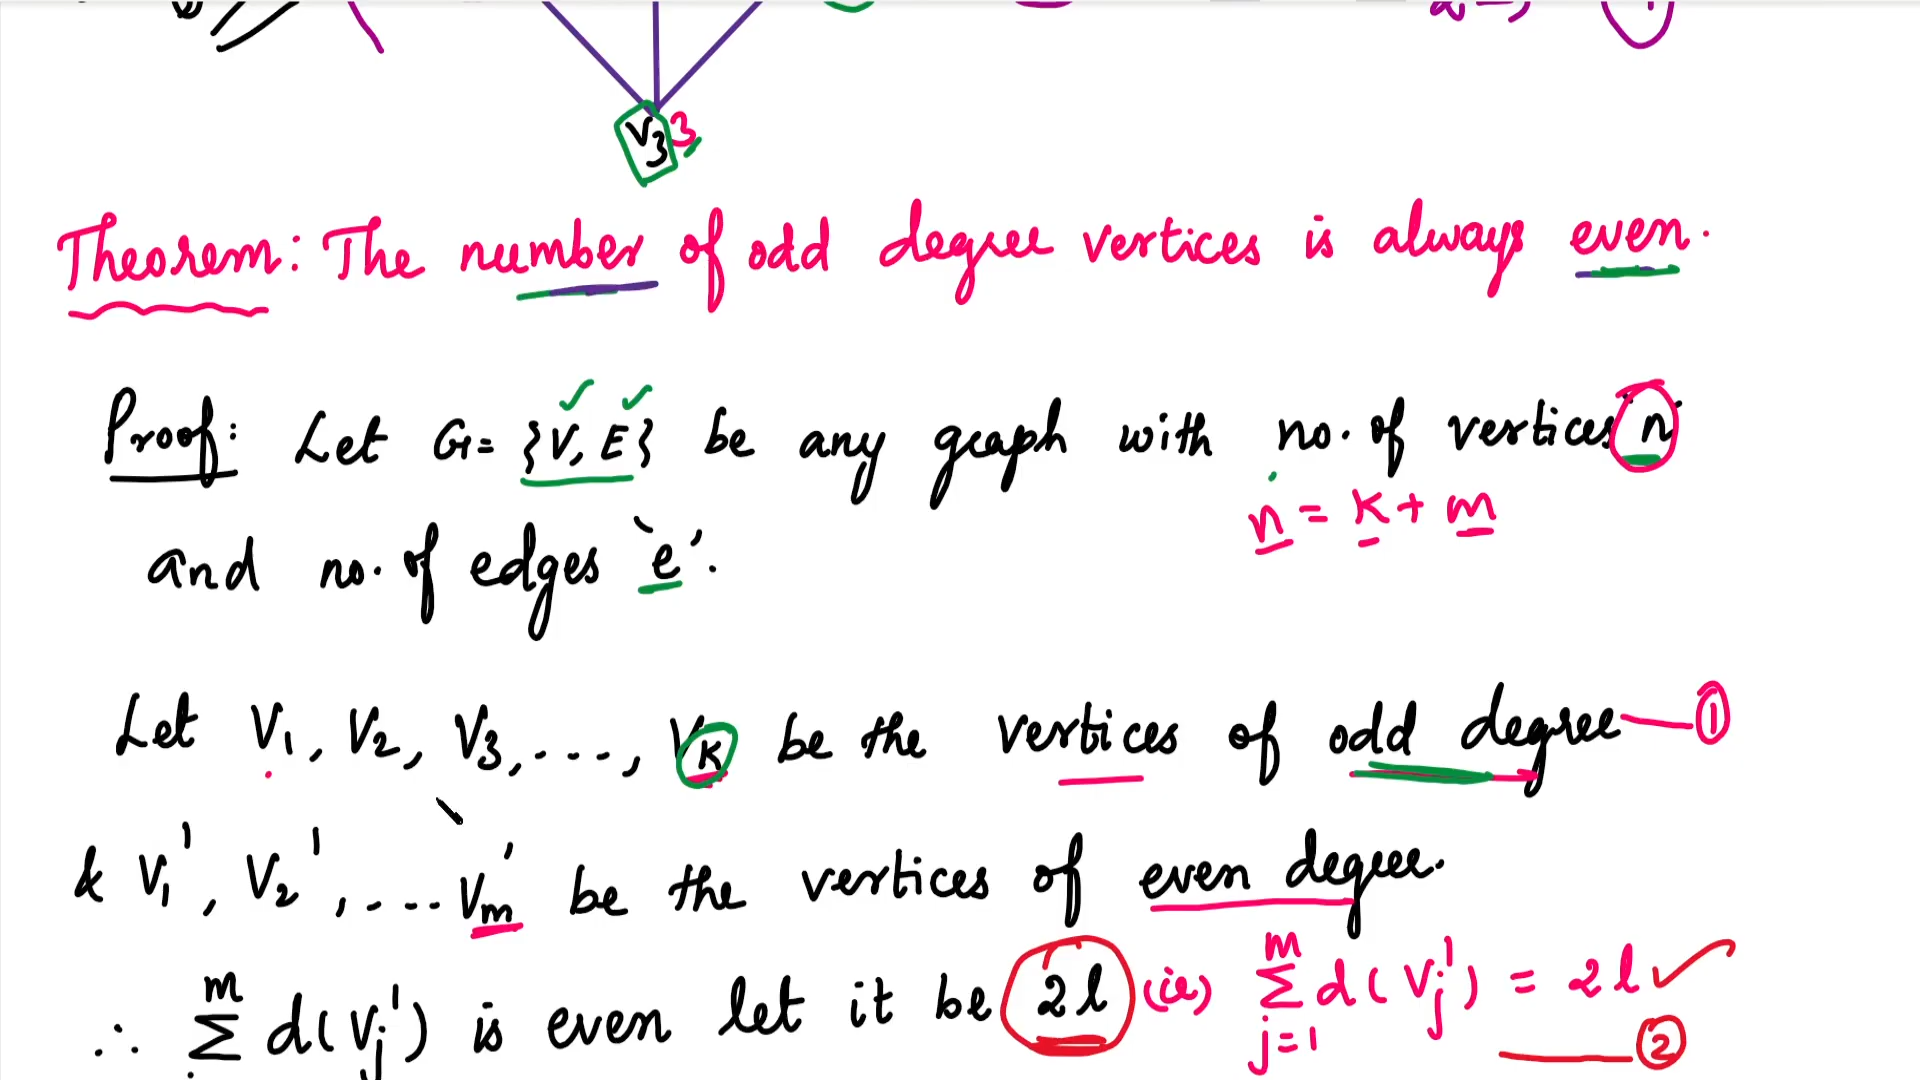 V3 3
Theorem: The number of odd degree vertices is always even.
Proof: Let G = {V, E} be any graph with no. of vertices 'n'
n = k + m
and no. of edges 'e'.
Let V1, V2, V3, ...., VK be the vertices of odd degree — ①
& V1', V2', .... Vm' be the vertices of even degree.
∴ m Σ d(Vj') is even let it be 2l (ie) m Σ j=1 d(Vj') = 2l ✓
②